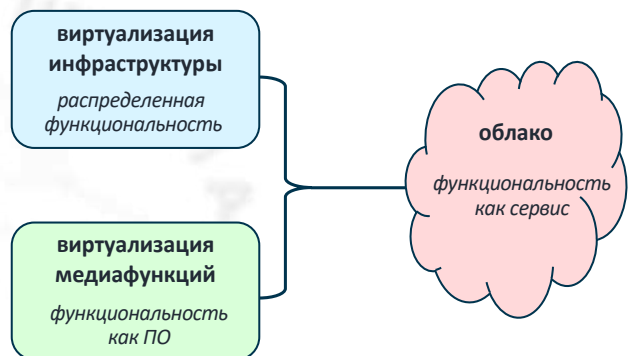 виртуализация
инфраструктуры
распределенная
функциональность
облако
функциональность
как сервис
виртуализация
медиафункций
функциональность
как ПО